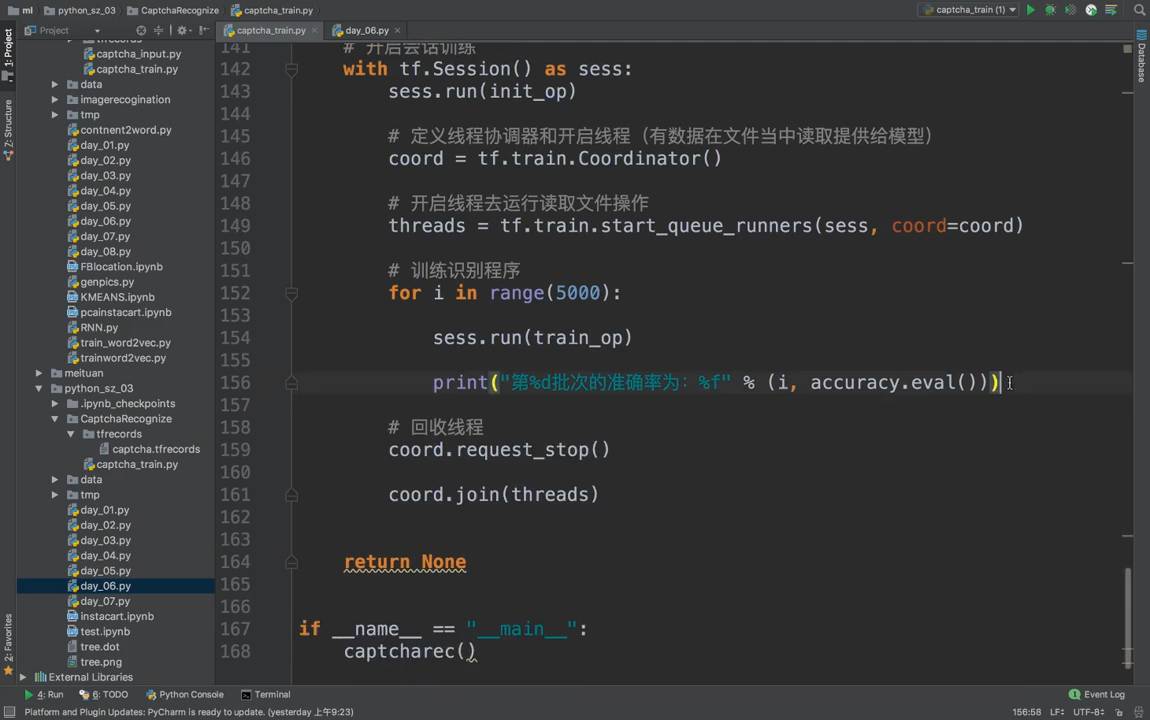 ml python_sz_03 CaptchaRecognize captcha_train.py captcha_train (1)
Project captcha_train.py day_06.py
captcha_input.py
captcha_train.py
data
imagerecogination
tmp
contnent2word.py
day_01.py
day_02.py
day_03.py
day_04.py
day_05.py
day_06.py
day_07.py
day_08.py
FBlocation.ipynb
genpics.py
KMEANS.ipynb
pcainstacart.ipynb
RNN.py
train_word2vec.py
trainword2vec.py
meituan
python_sz_03
.ipynb_checkpoints
CaptchaRecognize
tfrecords
captcha.tfrecords
captcha_train.py
data
tmp
day_01.py
day_02.py
day_03.py
day_04.py
day_05.py
day_06.py
day_07.py
instacart.ipynb
test.ipynb
tree.dot
tree.png
External Libraries
1: Project
7: Structure
2: Favorites
Database
141 # 开启会话训练
142 with tf.Session() as sess:
143 sess.run(init_op)
144
145 # 定义线程协调器和开启线程（有数据在文件当中读取提供给模型）
146 coord = tf.train.Coordinator()
147
148 # 开启线程去运行读取文件操作
149 threads = tf.train.start_queue_runners(sess, coord=coord)
150
151 # 训练识别程序
152 for i in range(5000):
153
154 sess.run(train_op)
155
156 print("第%d批次的准确率为：%f" % (i, accuracy.eval()))
157
158 # 回收线程
159 coord.request_stop()
160
161 coord.join(threads)
162
163
164 return None
165
166
167 if __name__ == "__main__":
168 captcharec()
4: Run 6: TODO Python Console Terminal Event Log
Platform and Plugin Updates: PyCharm is ready to update. (yesterday 上午9:23) 156:58 LF UTF-8